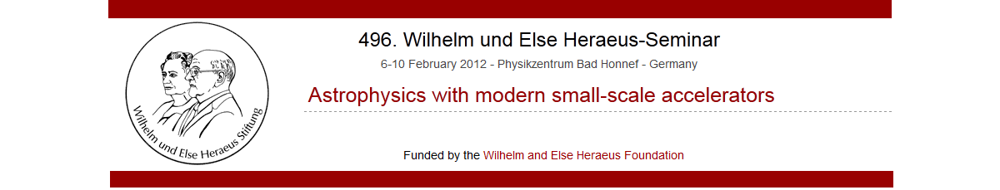 496. Wilhelm und Else Heraeus-Seminar
6-10 February 2012 - Physikzentrum Bad Honnef - Germany
Astrophysics with modern small-scale accelerators
Wilhelm und Else Heraeus Stiftung
Funded by the Wilhelm and Else Heraeus Foundation